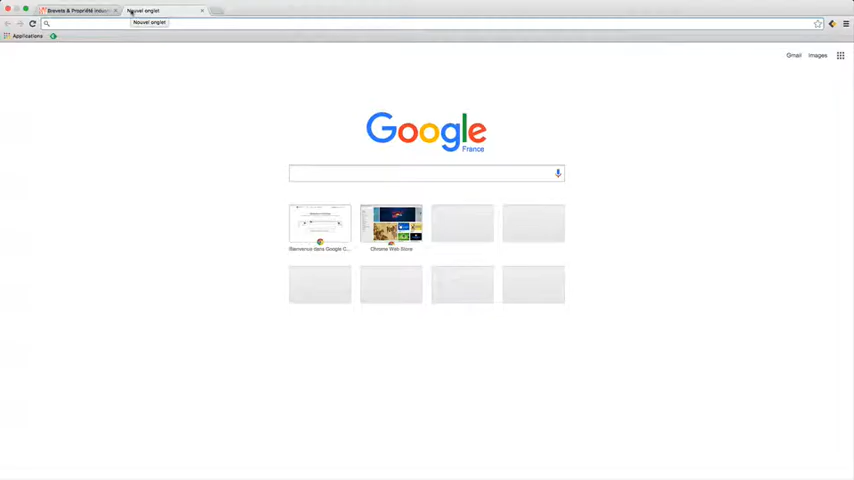 Brevets & Propriété Indus
Nouvel onglet
Nouvel onglet
Applications
Gmail Images
Google
France
Bienvenue dans Google C...
Chrome Web Store